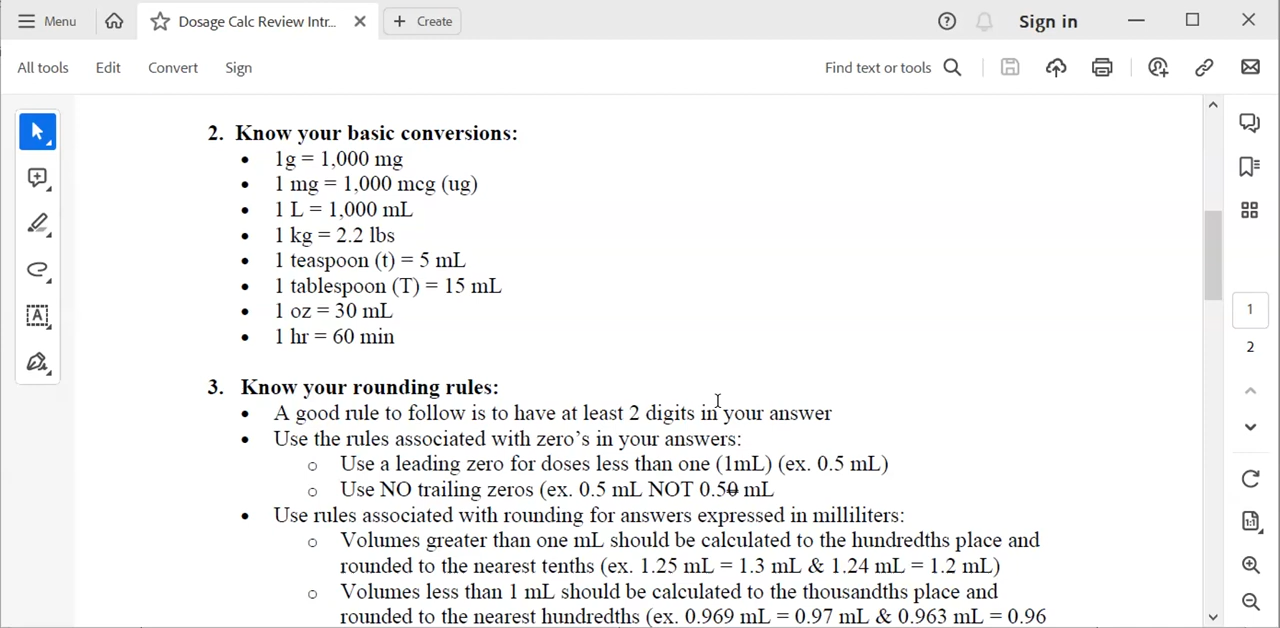 Menu
Dosage Calc Review Intr...
+ Create
Sign in
All tools Edit Convert Sign
Find text or tools
2. Know your basic conversions:
• 1g = 1,000 mg
• 1 mg = 1,000 mcg (ug)
• 1 L = 1,000 mL
• 1 kg = 2.2 lbs
• 1 teaspoon (t) = 5 mL
• 1 tablespoon (T) = 15 mL
• 1 oz = 30 mL
• 1 hr = 60 min
3. Know your rounding rules:
• A good rule to follow is to have at least 2 digits in your answer
• Use the rules associated with zero’s in your answers:
o Use a leading zero for doses less than one (1mL) (ex. 0.5 mL)
o Use NO trailing zeros (ex. 0.5 mL NOT 0.50 mL
• Use rules associated with rounding for answers expressed in milliliters:
o Volumes greater than one mL should be calculated to the hundredths place and
rounded to the nearest tenths (ex. 1.25 mL = 1.3 mL & 1.24 mL = 1.2 mL)
o Volumes less than 1 mL should be calculated to the thousandths place and
rounded to the nearest hundredths (ex. 0.969 mL = 0.97 mL & 0.963 mL = 0.96
1
2